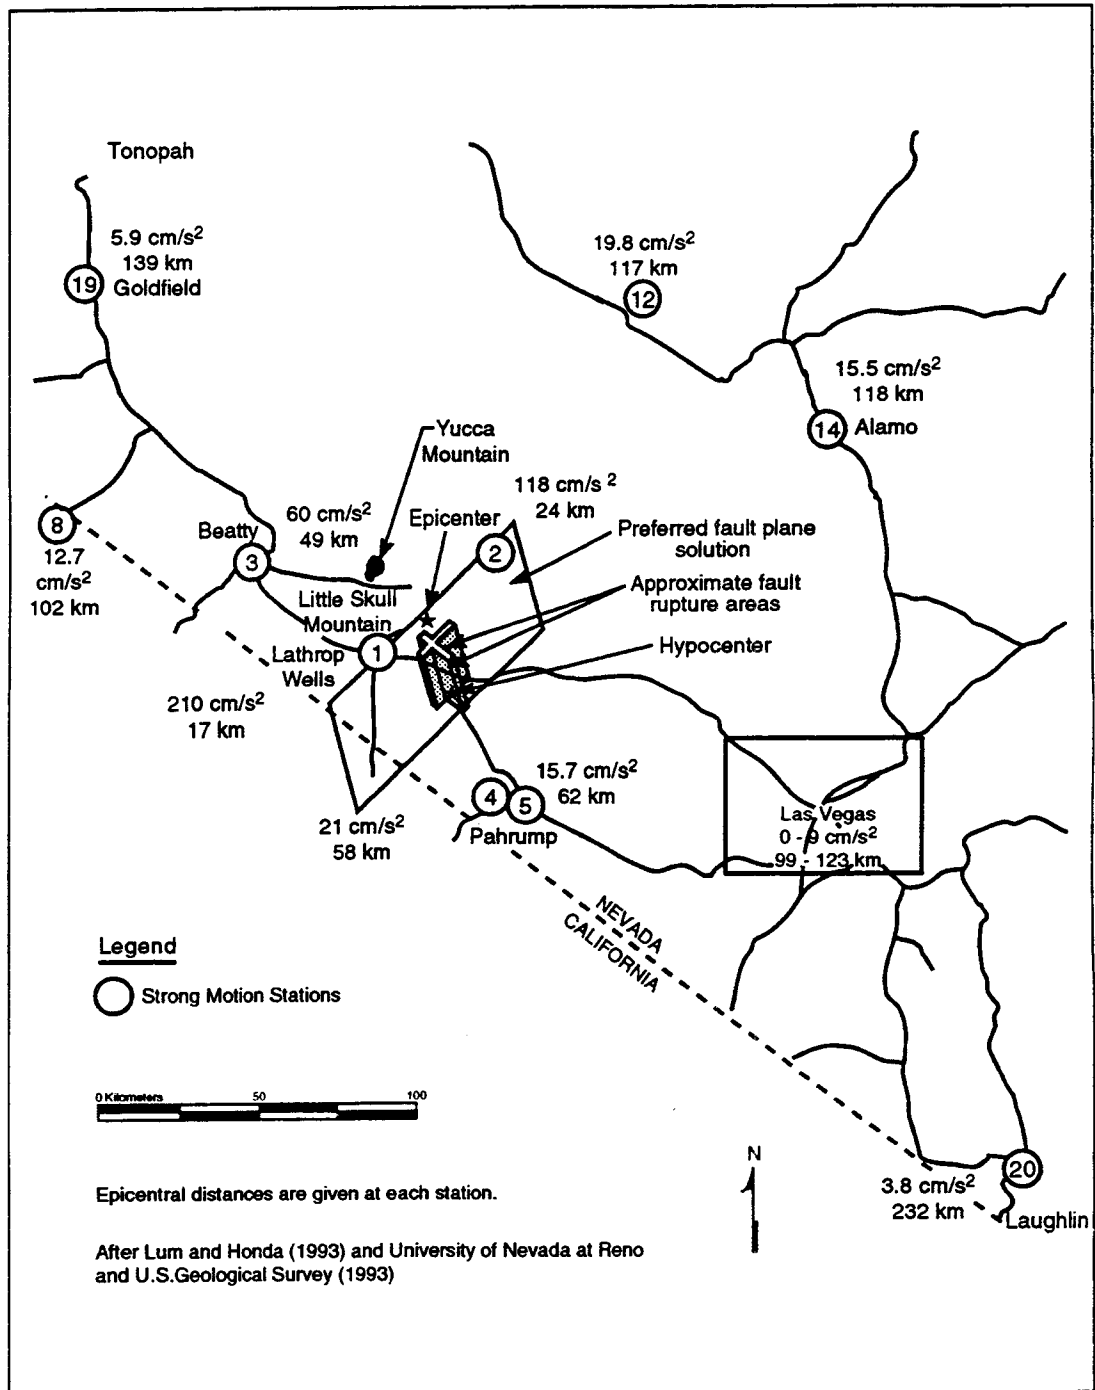 Tonopah
5.9 cm/s2
139 km
19 Goldfield
19.8 cm/s2
117 km
12
15.5 cm/s2
118 km
14 Alamo
Yucca
Mountain
118 cm/s 2
24 km
8
12.7
cm/s2
102 km
Beatty
3
60 cm/s2
49 km
Epicenter
2
Preferred fault plane
solution
Approximate fault
rupture areas
Hypocenter
Little Skull
Mountain
Lathrop
Wells
1
210 cm/s2
17 km
15.7 cm/s2
62 km
4
5
Pahrump
21 cm/s2
58 km
Las Vegas
0 - 9 cm/s2
99 - 123 km
NEVADA
CALIFORNIA
Legend
Strong Motion Stations
0 Kilometers 50 100
N
20
3.8 cm/s2
232 km
Laughlin
Epicentral distances are given at each station.
After Lum and Honda (1993) and University of Nevada at Reno
and U.S.Geological Survey (1993)